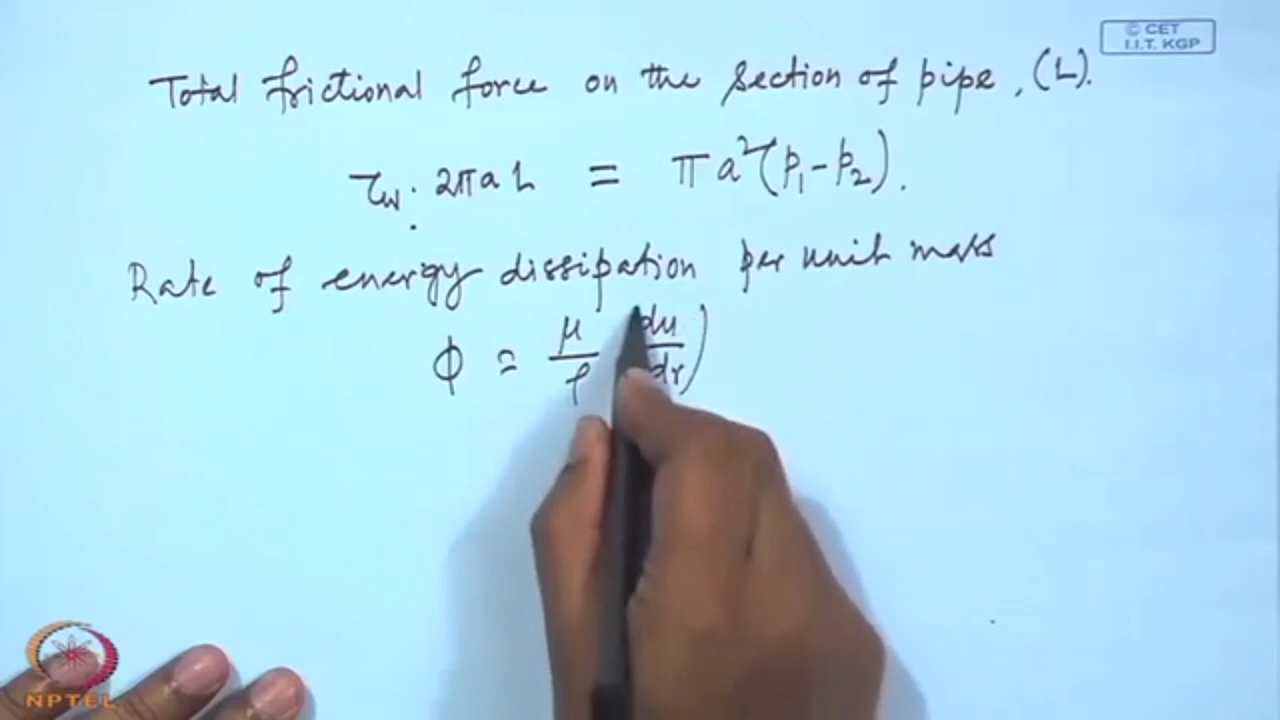 © CET
I.I.T. KGP
Total frictional force on the section of pipe, (L).
τw. 2πaL = πa²(p₁-p₂).
Rate of energy dissipation per unit mass
Φ = μ/ρ du/dr)
NPTEL